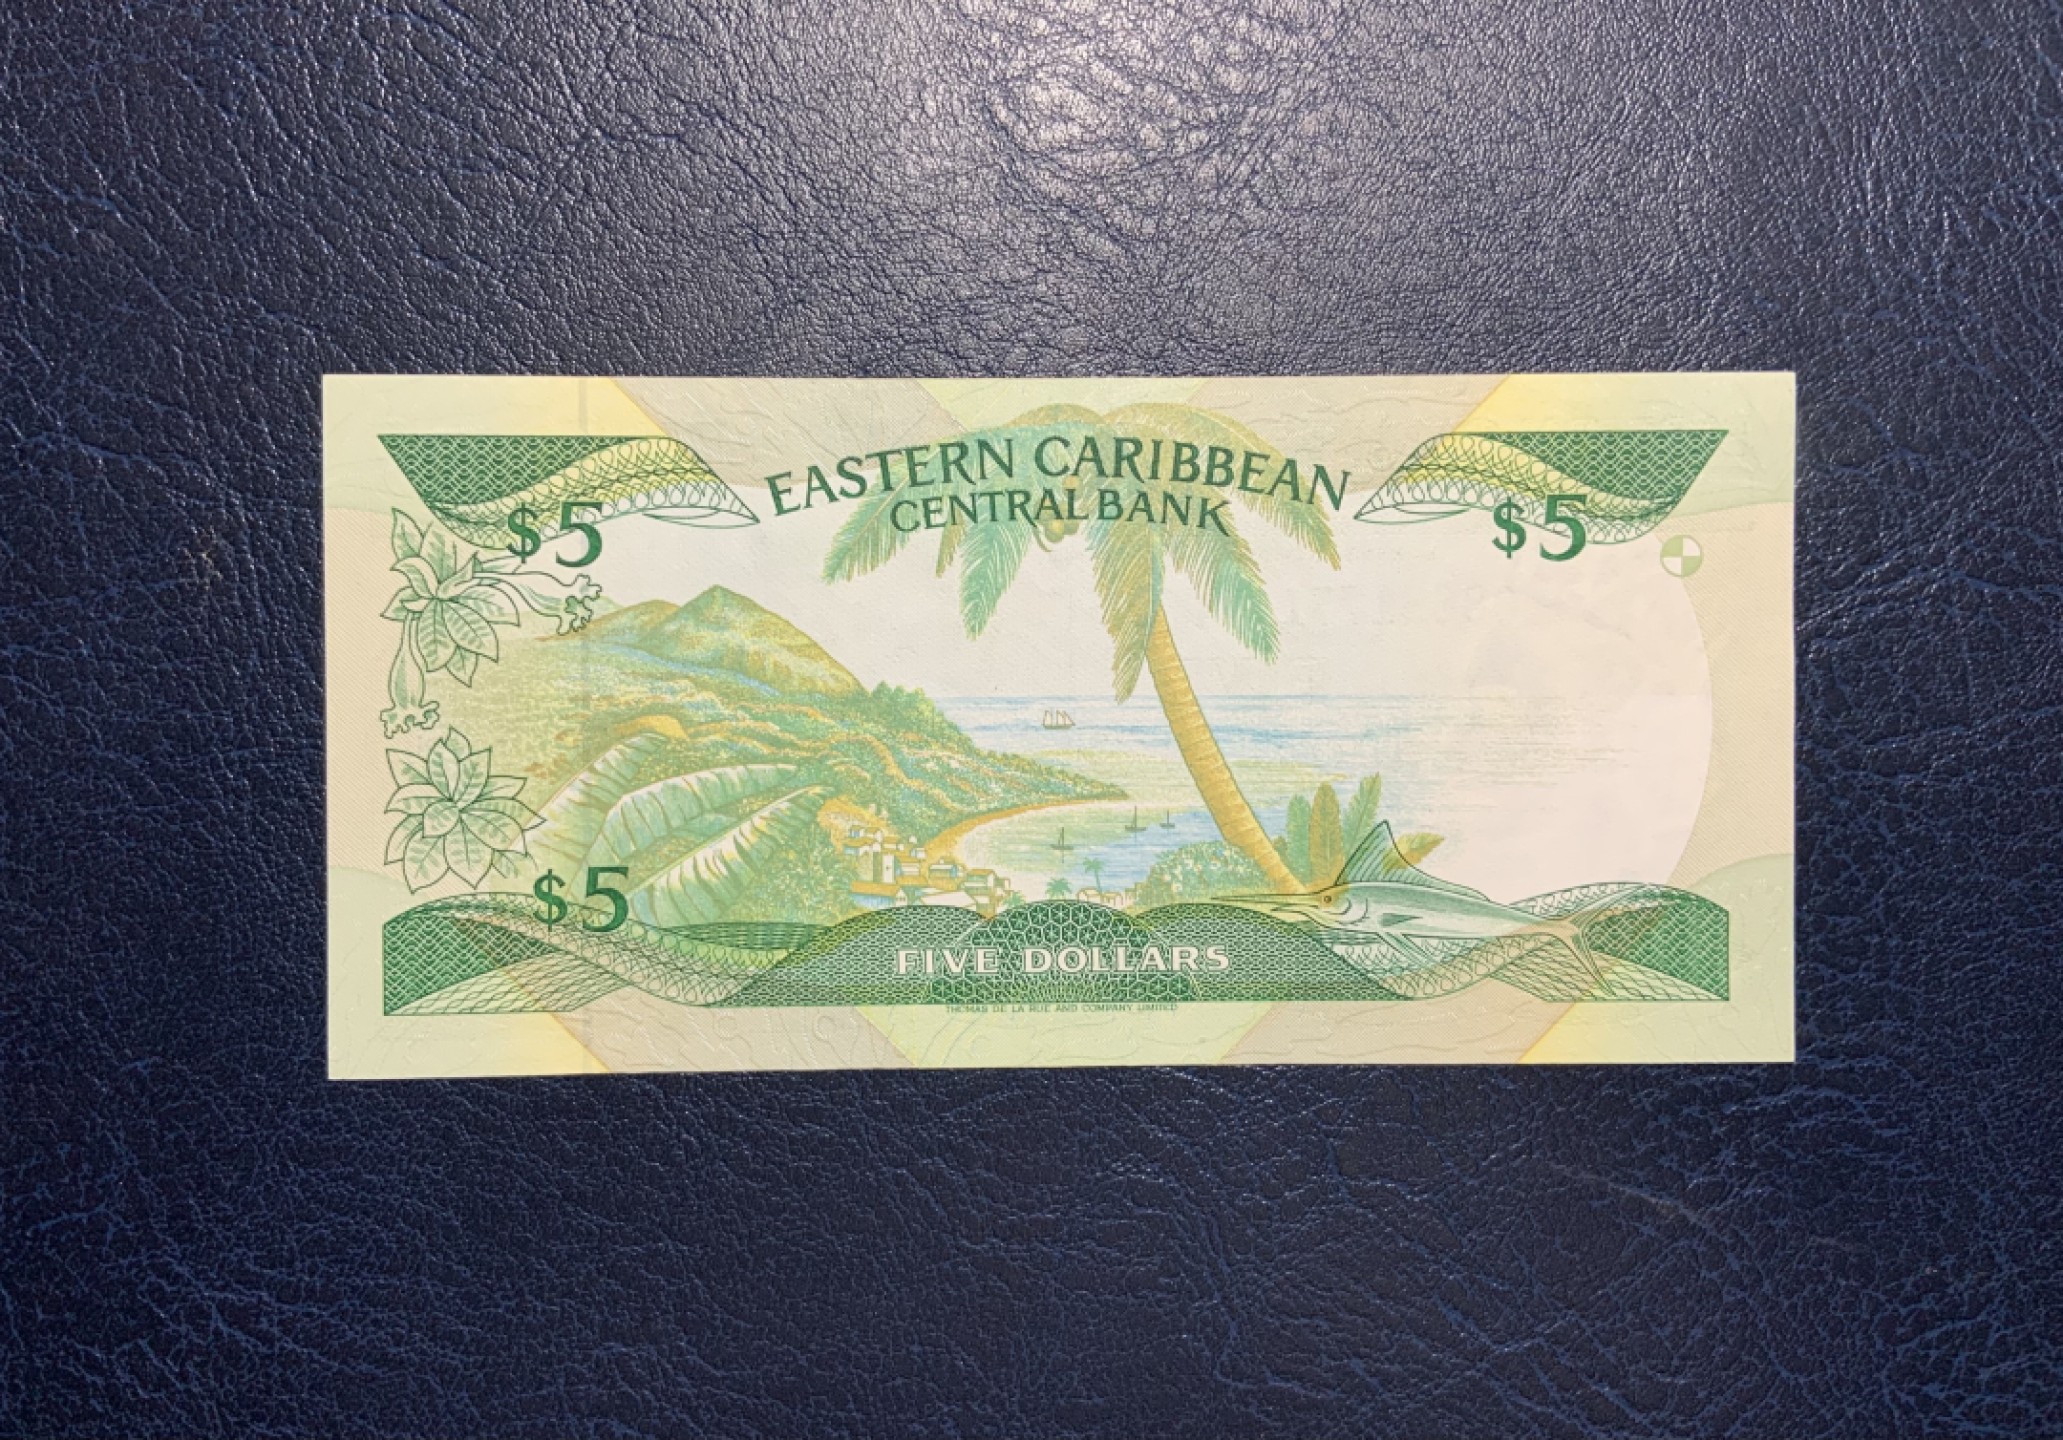 EASTERN CARIBBEAN
CENTRAL BANK
$5
$5
$5
FIVE DOLLARS
THOMAS DE LA RUE AND COMPANY LIMITED